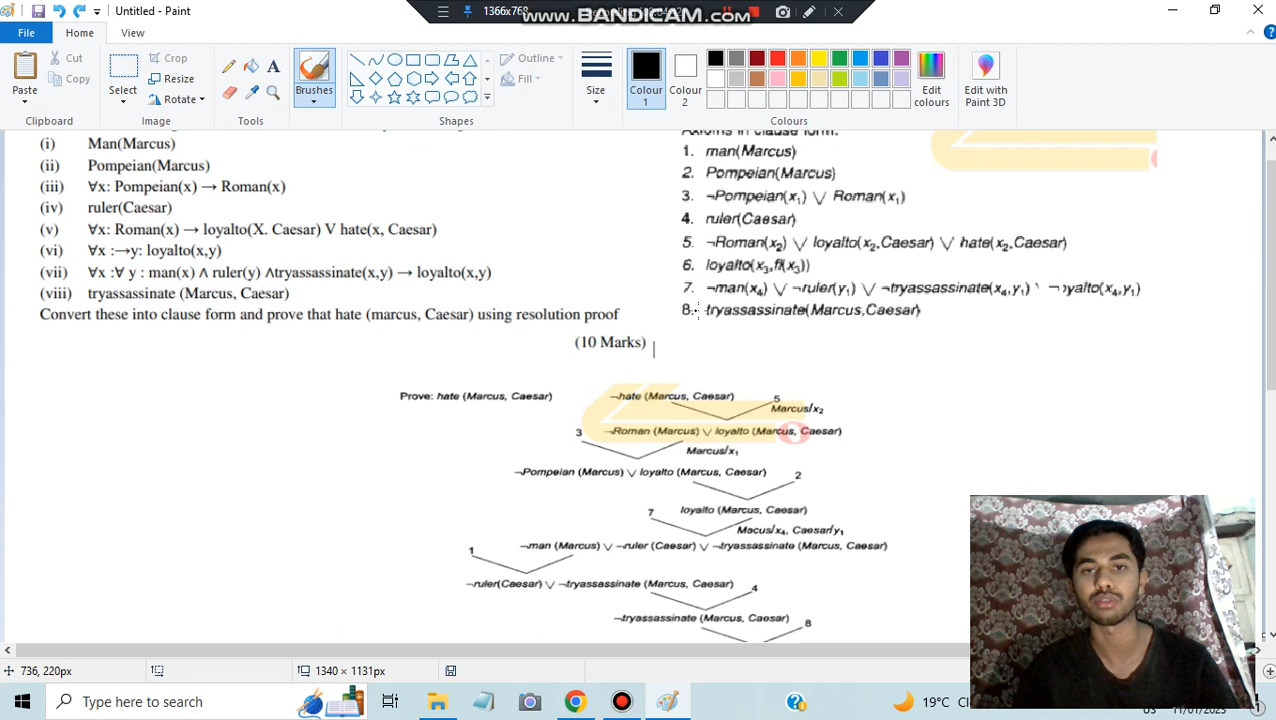 Untitled - Paint
1366x768
www.BANDICAM.com
File
Home
View
Paste
Cut
Copy
Clipboard
Select
Crop
Resize
Rotate
Image
Tools
Brushes
Outline
Fill
Shapes
Size
Colour 1
Colour 2
Edit colours
Edit with Paint 3D
Colours
(i) Man(Marcus)
(ii) Pompeian(Marcus)
(iii) ∀x: Pompeian(x) → Roman(x)
(iv) ruler(Caesar)
(v) ∀x: Roman(x) → loyalto(X. Caesar) V hate(x, Caesar)
(vi) ∀x :→y: loyalto(x,y)
(vii) ∀x :∀ y : man(x) ∧ ruler(y) ∧tryassassinate(x,y) → loyalto(x,y)
(viii) tryassassinate (Marcus, Caesar)
Convert these into clause form and prove that hate (marcus, Caesar) using resolution proof
(10 Marks)
Axioms in clause form:
1. man(Marcus)
2. Pompeian(Marcus)
3. ¬Pompeian(x₁) ∨ Roman(x₁)
4. ruler(Caesar)
5. ¬Roman(x₂) ∨ loyalto(x₂,Caesar) ∨ hate(x₂,Caesar)
6. loyalto(x₃,fl(x₃))
7. ¬man(x₄) ∨ ¬ruler(y₁) ∨ ¬tryassassinate(x₄,y₁)
8. tryassassinate(Marcus,Caesar)
Prove: hate (Marcus, Caesar)
¬hate (Marcus, Caesar)
5
Marcus/x₂
3
¬Roman (Marcus) ∨ loyalto (Marcus, Caesar)
Marcus/x₁
¬Pompeian (Marcus) ∨ loyalto (Marcus, Caesar)
2
7
loyalto (Marcus, Caesar)
Macus/x₄, Caesar/y₁
1
¬man (Marcus) ∨ ¬ruler (Caesar) ∨ ¬tryassassinate (Marcus, Caesar)
¬ruler(Caesar) ∨ ¬tryassassinate (Marcus, Caesar)
4
¬tryassassinate (Marcus, Caesar)
8
736, 220px
1340 × 1131px
Type here to search
19°C
11/01/2023